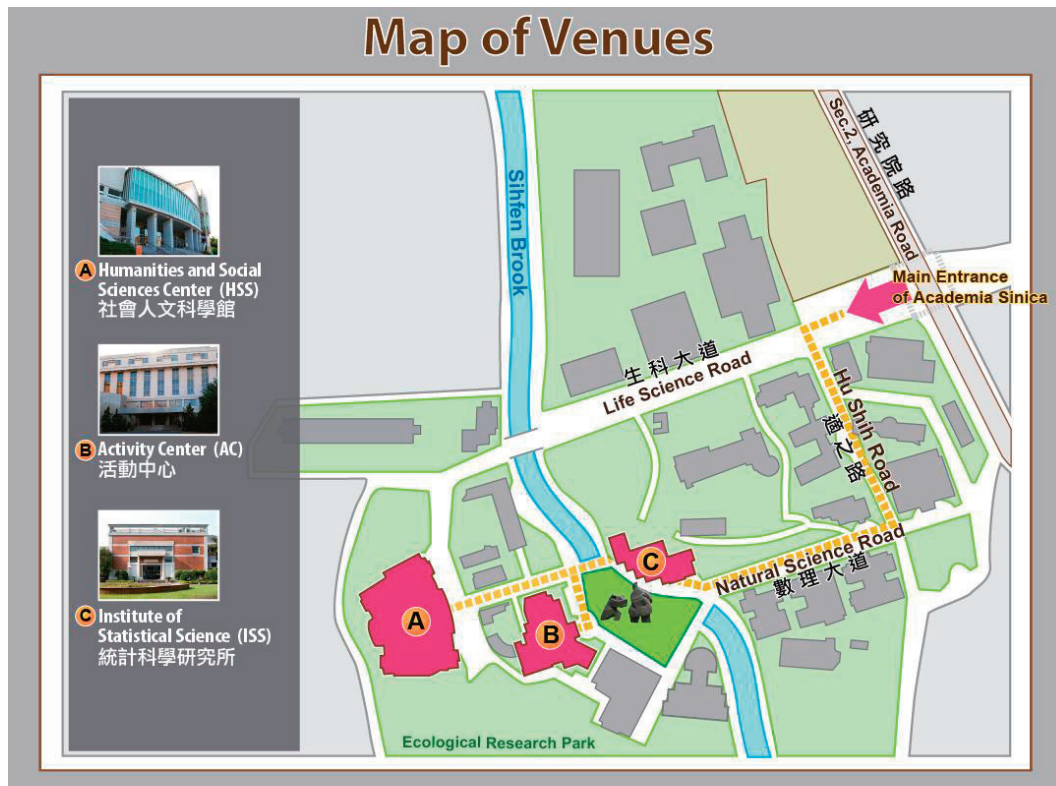 Map of Venues
A Humanities and Social
Sciences Center (HSS)
社會人文科學館
B Activity Center (AC)
活動中心
C Institute of
Statistical Science (ISS)
統計科學研究所
Sihfen Brook
研究院路
Sec.2, Academia Road
Main Entrance
of Academia Sinica
生科大道
Life Science Road
Hu Shih Road
適之路
Natural Science Road
數理大道
A
B
C
Ecological Research Park